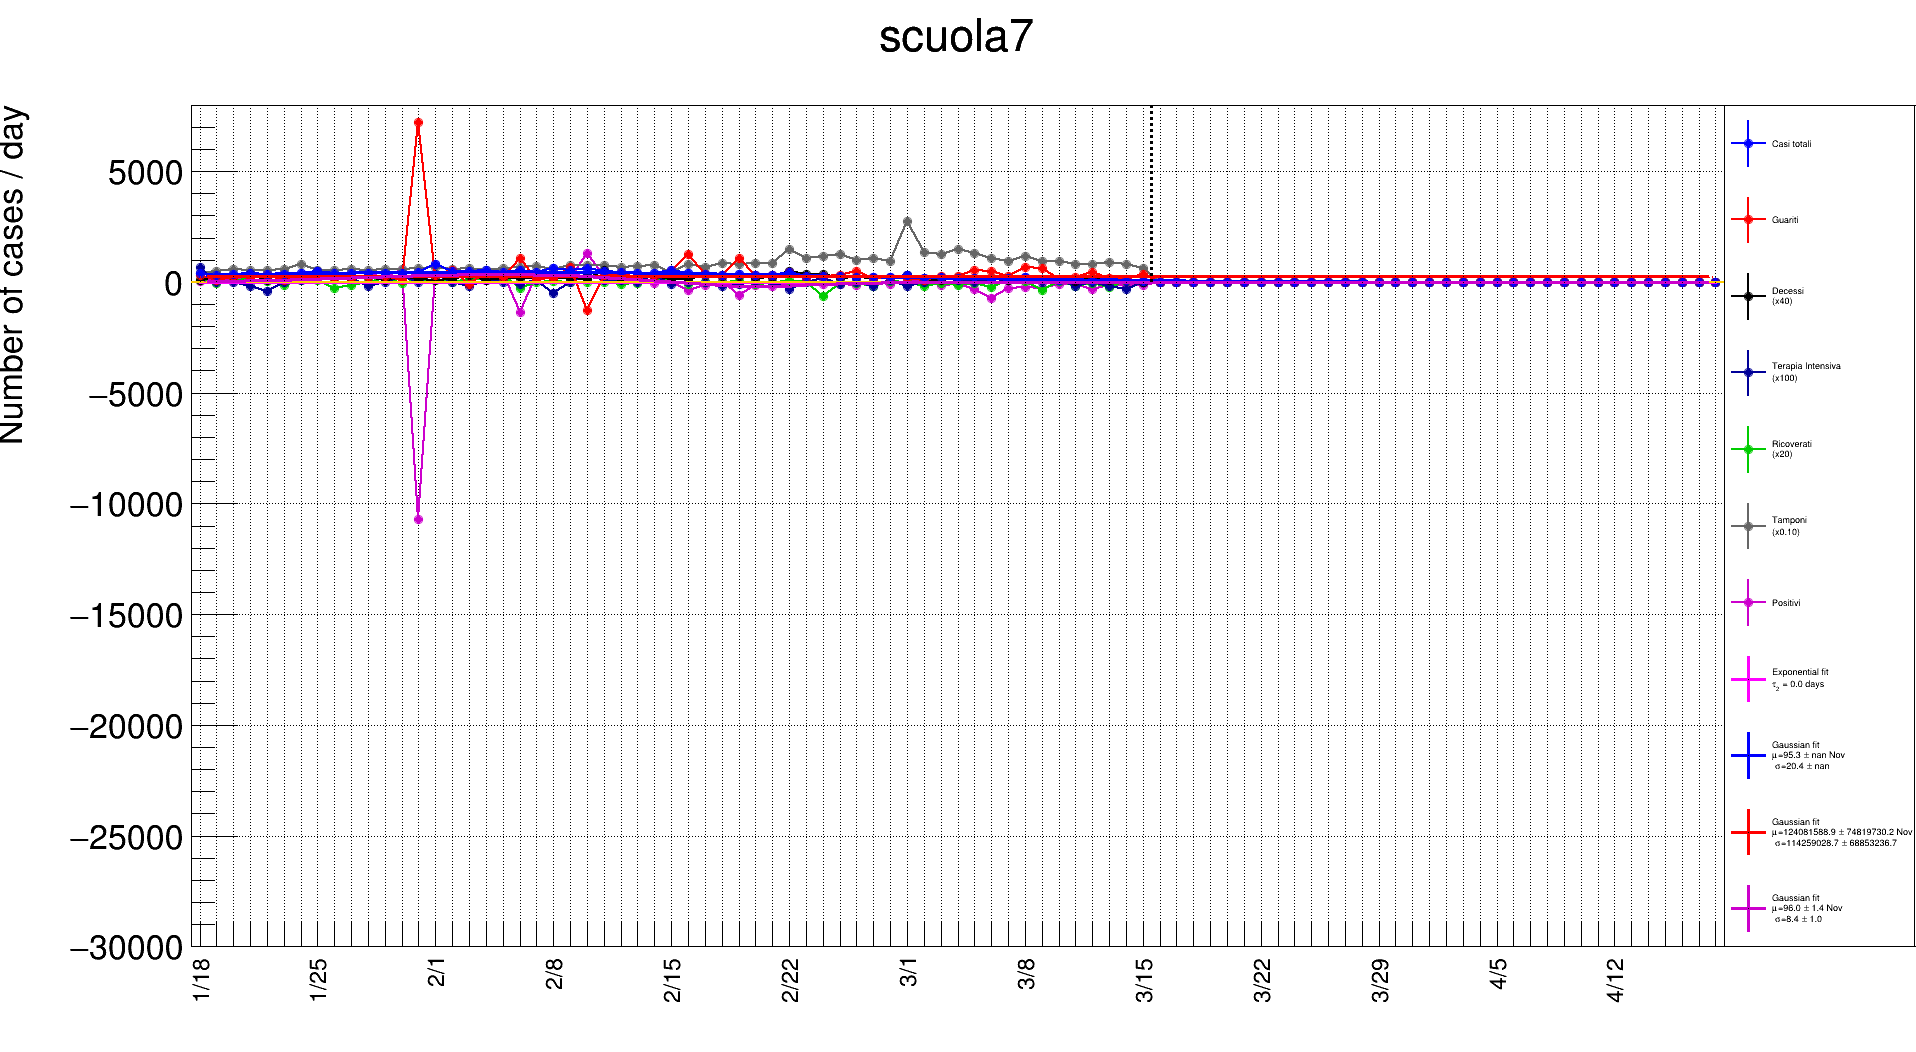 scuola7
Number of cases / day
5000
0
−5000
−10000
−15000
−20000
−25000
−30000
1/18
1/25
2/1
2/8
2/15
2/22
3/1
3/8
3/15
3/22
3/29
4/5
4/12
Casi totali
Guariti
Decessi
(x40)
Terapia Intensiva
(x100)
Ricoverati
(x20)
Tamponi
(x0.10)
Positivi
Exponential fit
τ₂ = 0.0 days
Gaussian fit
μ=95.3 ± nan Nov
σ=20.4 ± nan
Gaussian fit
μ=124081588.9 ± 74819730.2 Nov
σ=114259028.7 ± 68853236.7
Gaussian fit
μ=96.0 ± 1.4 Nov
σ=8.4 ± 1.0